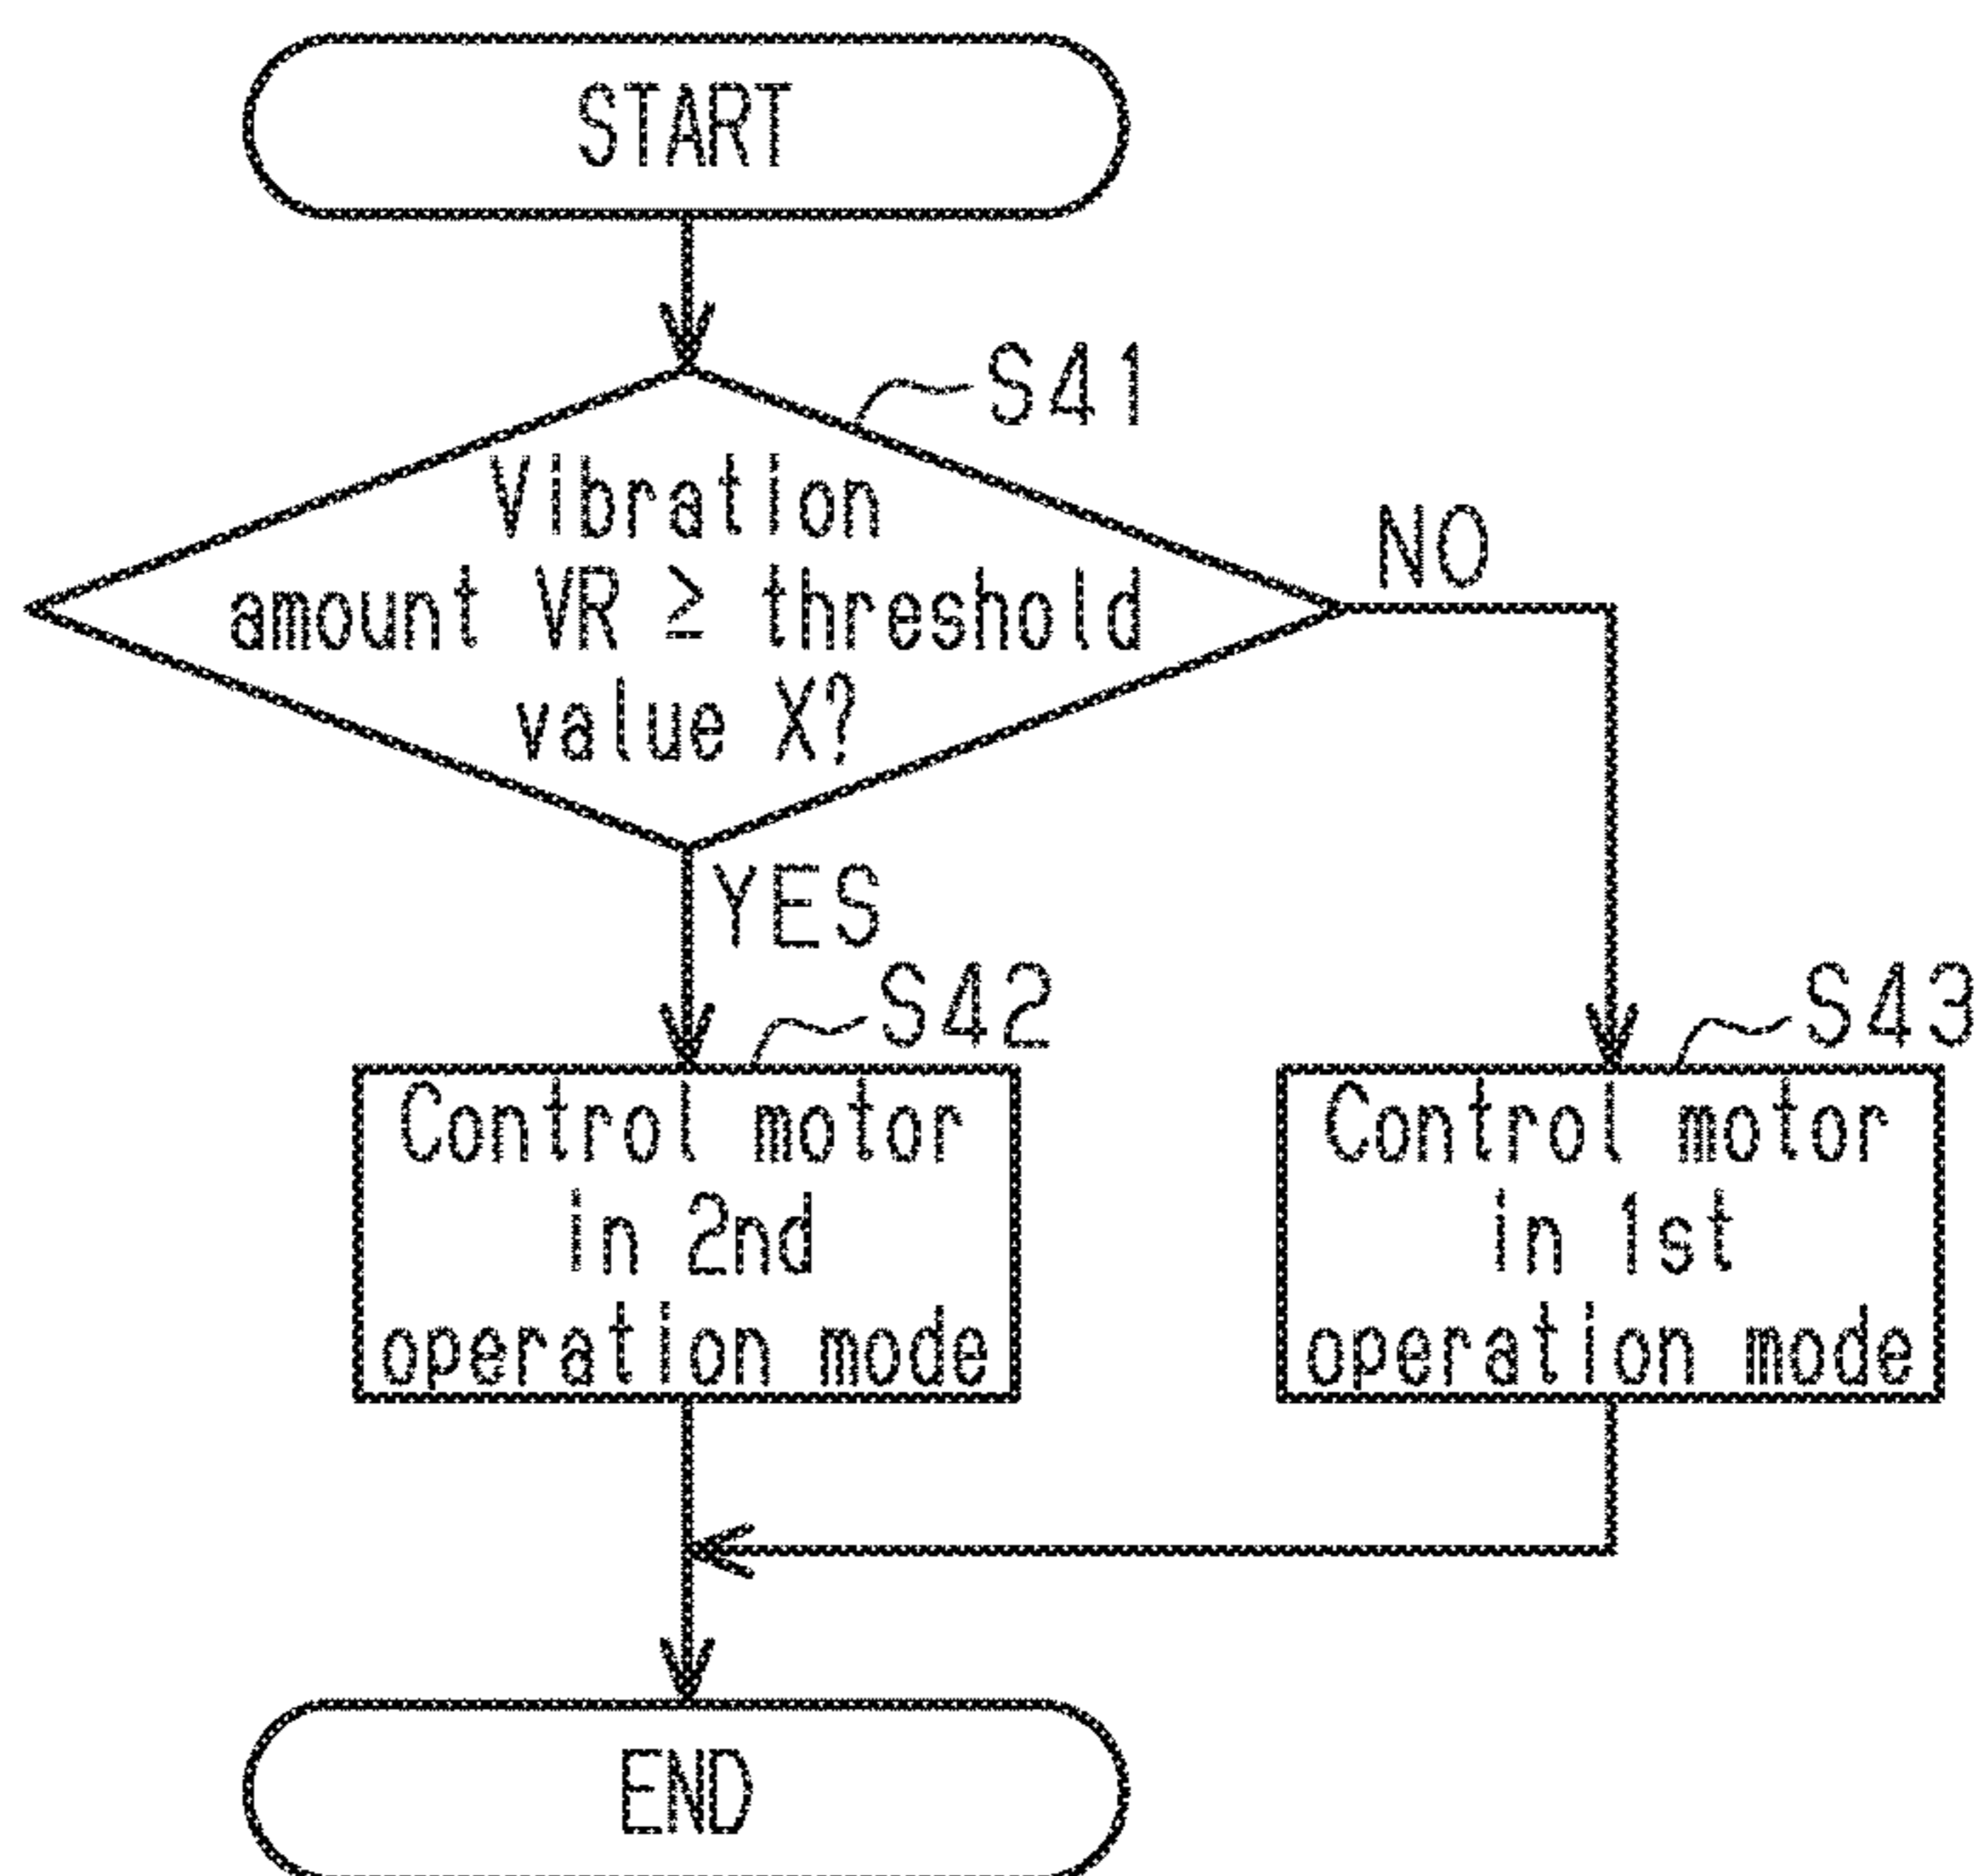 START
S41
Vibration
amount VR ≥ threshold
value X?
NO
YES
S42
Control motor
in 2nd
operation mode
S43
Control motor
in 1st
operation mode
END